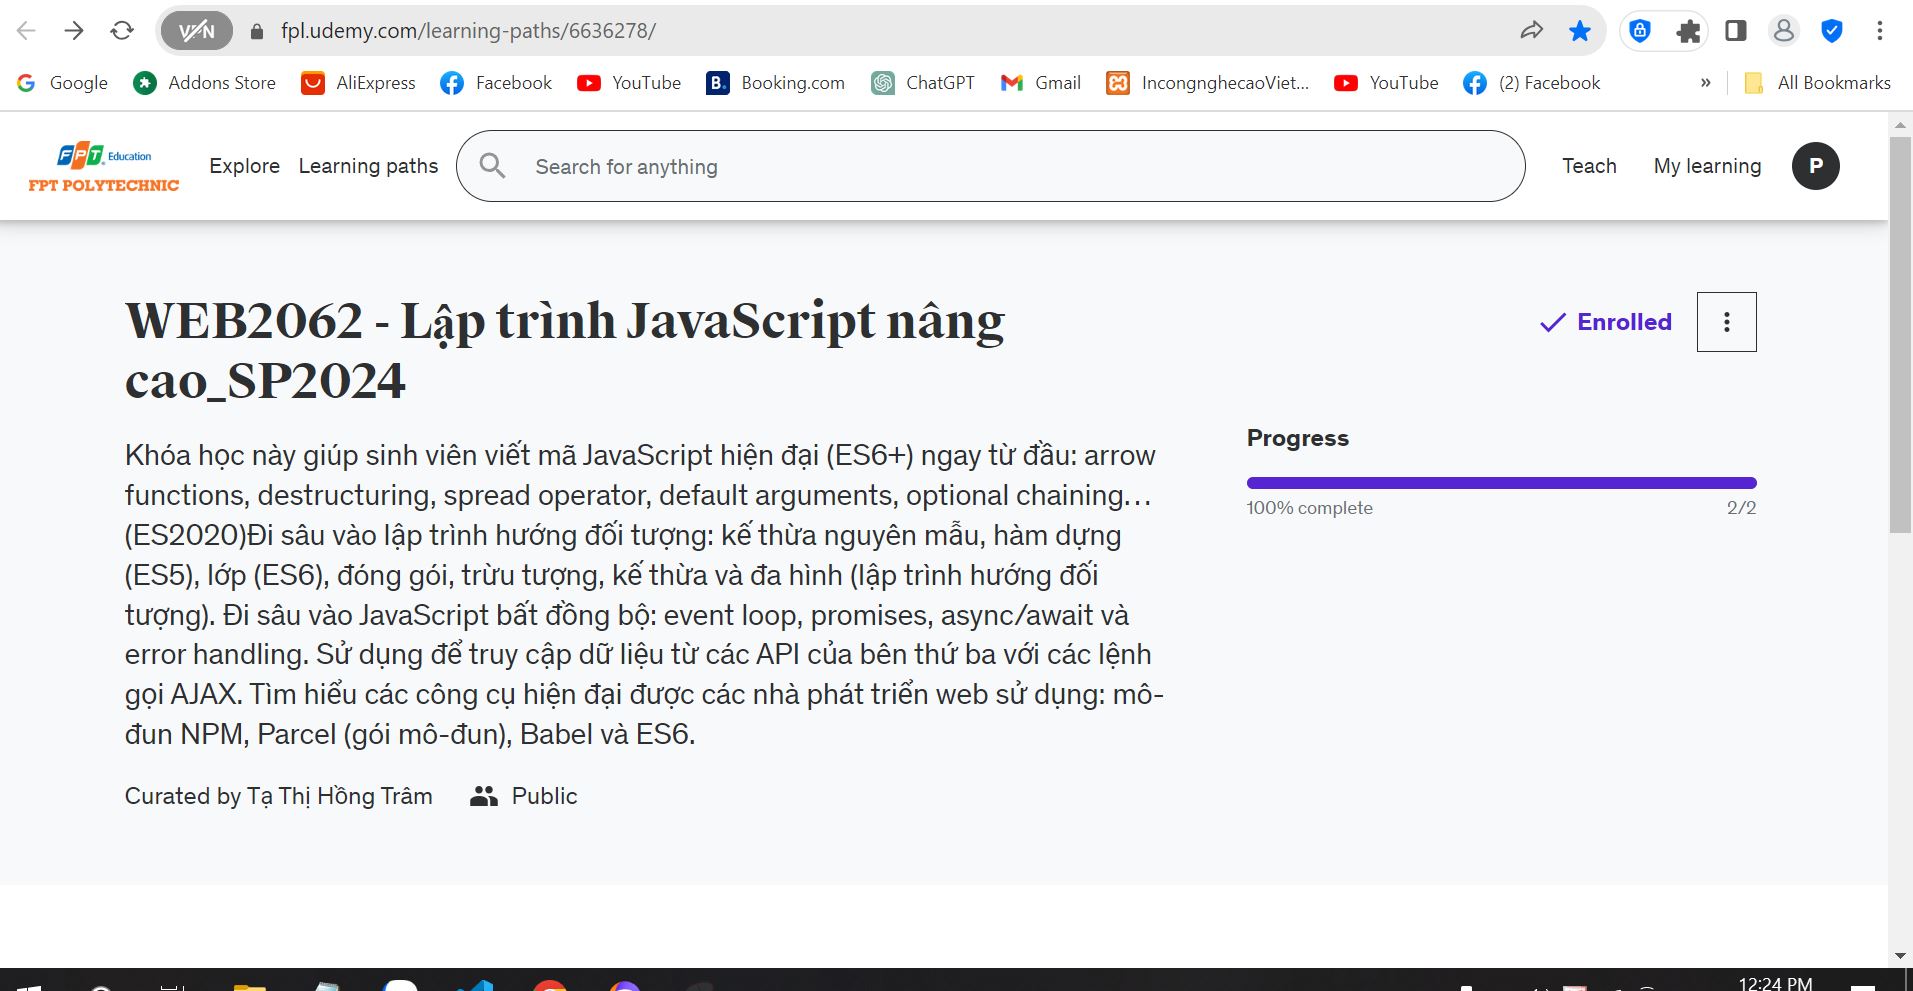 VPN
fpl.udemy.com/learning-paths/6636278/
Google
Addons Store
AliExpress
Facebook
YouTube
B. Booking.com
ChatGPT
Gmail
IncongnghecaoViet...
YouTube
(2) Facebook
»
All Bookmarks
FPT Education
FPT POLYTECHNIC
Explore
Learning paths
Search for anything
Teach
My learning
P
WEB2062 - Lập trình JavaScript nâng
cao_SP2024
Enrolled
Khóa học này giúp sinh viên viết mã JavaScript hiện đại (ES6+) ngay từ đầu: arrow
functions, destructuring, spread operator, default arguments, optional chaining…
(ES2020)Đi sâu vào lập trình hướng đối tượng: kế thừa nguyên mẫu, hàm dựng
(ES5), lớp (ES6), đóng gói, trừu tượng, kế thừa và đa hình (lập trình hướng đối
tượng). Đi sâu vào JavaScript bất đồng bộ: event loop, promises, async/await và
error handling. Sử dụng để truy cập dữ liệu từ các API của bên thứ ba với các lệnh
gọi AJAX. Tìm hiểu các công cụ hiện đại được các nhà phát triển web sử dụng: mô-
đun NPM, Parcel (gói mô-đun), Babel và ES6.
Curated by Tạ Thị Hồng Trâm
Public
Progress
100% complete
2/2
12:24 PM